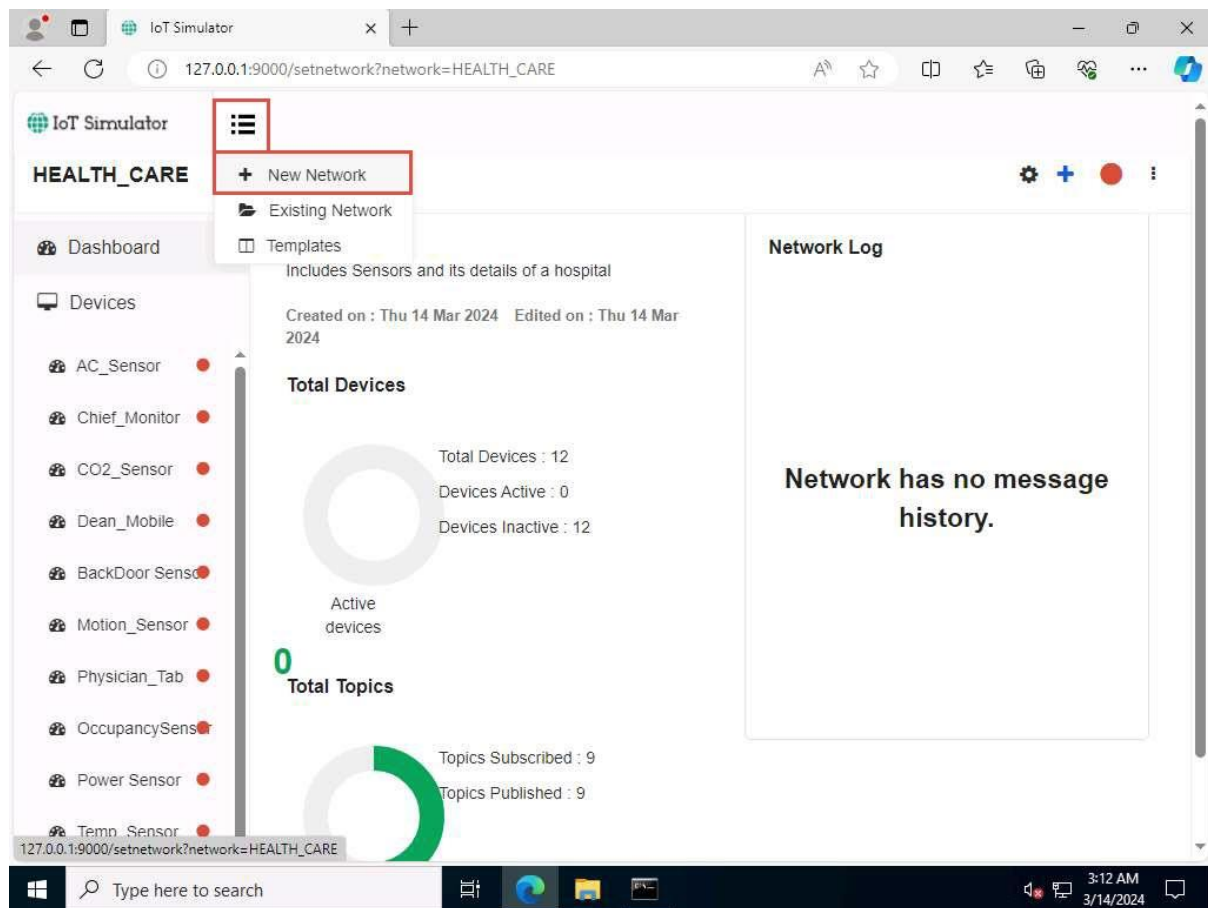 IoT Simulator
127.0.0.1:9000/setnetwork?network=HEALTH_CARE
IoT Simulator
HEALTH_CARE
New Network
Existing Network
Templates
Dashboard
Devices
AC_Sensor
Chief_Monitor
CO2_Sensor
Dean_Mobile
BackDoor Senso
Motion_Sensor
Physician_Tab
OccupancySensor
Power Sensor
Temp_Sensor
Includes Sensors and its details of a hospital
Created on : Thu 14 Mar 2024 Edited on : Thu 14 Mar
2024
Total Devices
Total Devices : 12
Devices Active : 0
Devices Inactive : 12
Active
devices
0
Total Topics
Topics Subscribed : 9
Topics Published : 9
Network Log
Network has no message
history.
127.0.0.1:9000/setnetwork?network=HEALTH_CARE
Type here to search
3:12 AM
3/14/2024